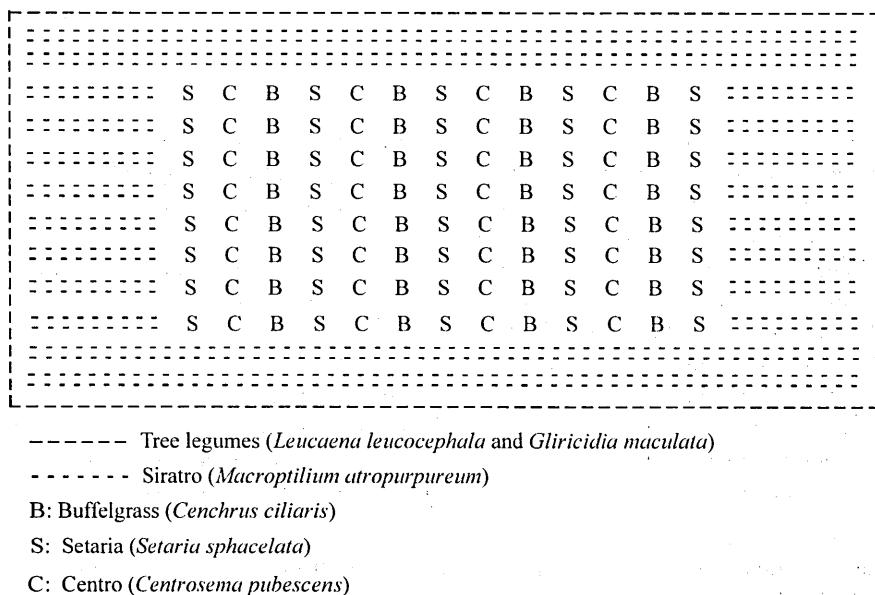 S C B S C B S C B S C B S
S C B S C B S C B S C B S
S C B S C B S C B S C B S
S C B S C B S C B S C B S
S C B S C B S C B S C B S
S C B S C B S C B S C B S
S C B S C B S C B S C B S
S C B S C B S C B S C B S
Tree legumes (Leucaena leucocephala and Gliricidia maculata)
Siratro (Macroptilium atropurpureum)
B: Buffelgrass (Cenchrus ciliaris)
S: Setaria (Setaria sphacelata)
C: Centro (Centrosema pubescens)